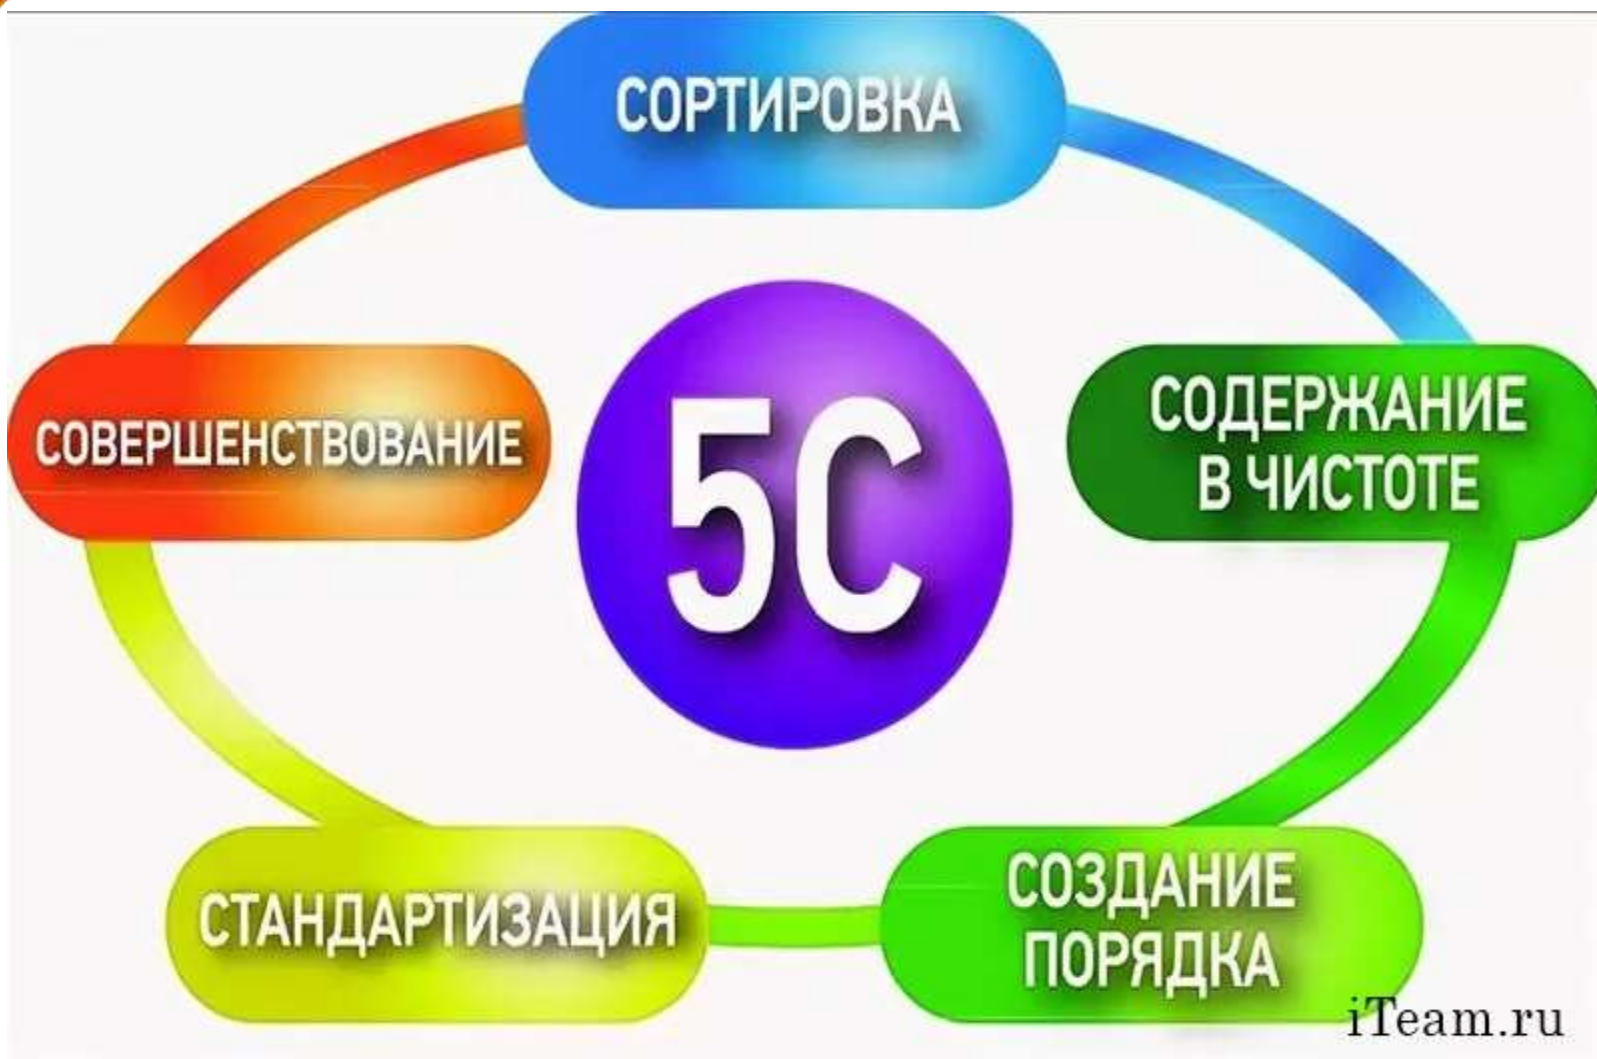 СОРТИРОВКА
СОВЕРШЕНСТВОВАНИЕ
5С
СОДЕРЖАНИЕ
В ЧИСТОТЕ
СТАНДАРТИЗАЦИЯ
СОЗДАНИЕ
ПОРЯДКА
iTeam.ru